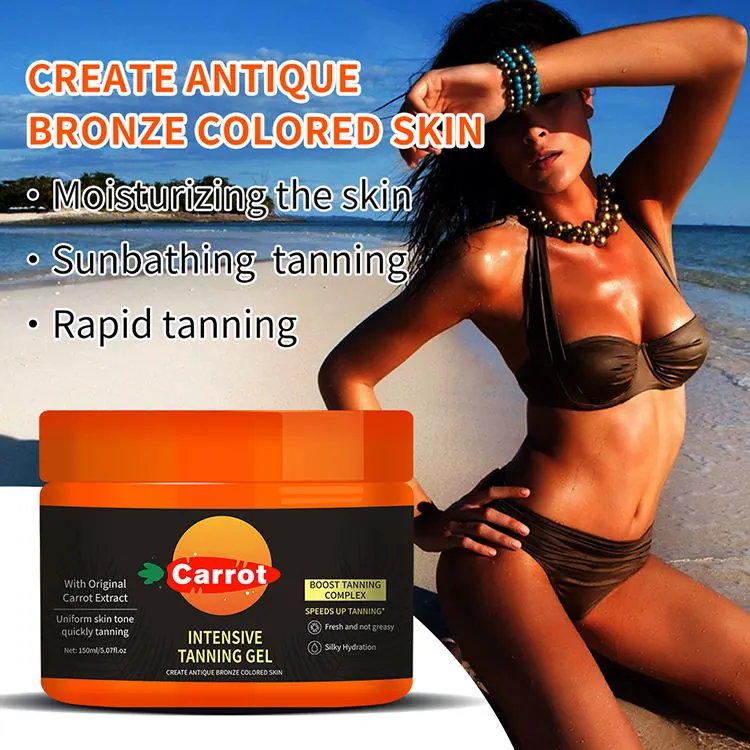 CREATE ANTIQUE
BRONZE COLORED SKIN
• Moisturizing the skin
• Sunbathing tanning
• Rapid tanning
Carrot
With Original
Carrot Extract
Uniform skin tone
quickly tanning
Net: 150ml/5.07fl.oz
INTENSIVE
TANNING GEL
CREATE ANTIQUE BRONZE COLORED SKIN
BOOST TANNING
COMPLEX
SPEEDS UP TANNING*
Fresh and not greasy
Silky Hydration